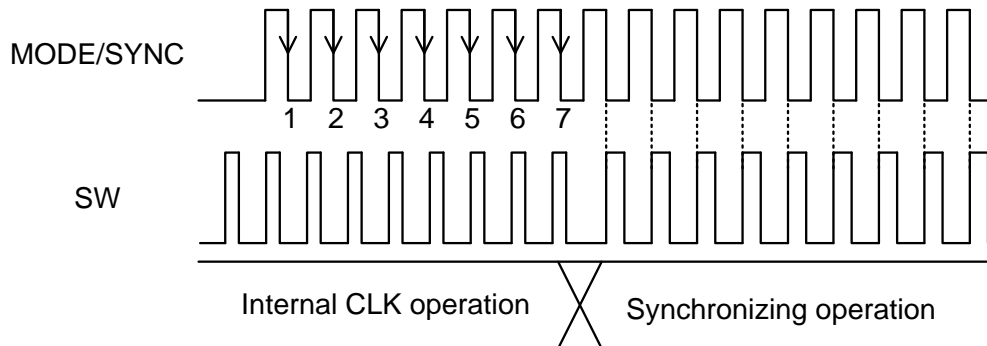 MODE/SYNC
1 2 3 4 5 6 7
SW
Internal CLK operation
Synchronizing operation